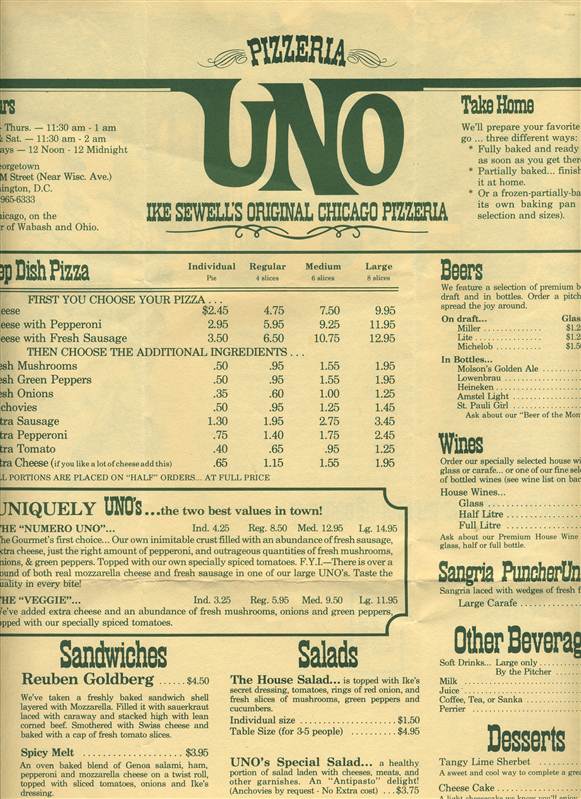 PIZZERIA
UNO
IKE SEWELL'S ORIGINAL CHICAGO PIZZERIA
Thurs. — 11:30 am - 1 am
& Sat. — 11:30 am - 2 am
12 Noon - 12 Midnight
M Street (Near Wisc. Ave.)
D.C.
965-6333
on the
of Wabash and Ohio.
Take Home
We'll prepare your favorite
go ... three different ways:
* Fully baked and ready
as soon as you get
* Partially baked...
it at home.
* Or a
its own baking pan
selection and sizes).
Dish Pizza
Individual Regular Medium Large
Pie 4 slices 6 slices 8 slices
FIRST YOU CHOOSE YOUR PIZZA . . .
$2.45 4.75 7.50 9.95
with Pepperoni 2.95 5.95 9.25 11.95
with Fresh Sausage 3.50 6.50 10.75 12.95
THEN CHOOSE THE ADDITIONAL INGREDIENTS . . .
Mushrooms .50 .95 1.55 1.95
Green Peppers .50 .95 1.55 1.95
Onions .35 .60 1.00 1.25
.50 .95 1.25 1.45
Sausage 1.30 1.95 2.75 3.45
Pepperoni .75 1.40 1.75 2.45
Tomato .40 .65 .95 1.25
Cheese (if you like a lot of cheese add this) .65 1.15 1.55 1.95
PORTIONS ARE PLACED ON "HALF" ORDERS... AT FULL PRICE
UNIQUELY UNO's...the two best values in town!
THE "NUMERO UNO"... Ind. 4.25 Reg. 8.50 Med. 12.95 Lg. 14.95
The Gourmet's first choice... Our own inimitable crust filled with an abundance of fresh sausage,
extra cheese, just the right amount of pepperoni, and outrageous quantities of fresh mushrooms,
onions, & green peppers. Topped with our own specially spiced tomatoes. F.Y.I—There is over a
pound of both real mozzarella cheese and fresh sausage in one of our large UNO's. Taste the
quality in every bite!
THE "VEGGIE"... Ind. 3.25 Reg. 5.95 Med. 9.50 Lg. 11.95
We've added extra cheese and an abundance of fresh mushrooms, onions and green peppers,
topped with our specially spiced tomatoes.
Sandwiches
Reuben Goldberg ......$4.50
We've taken a freshly baked sandwich shell
layered with Mozzarella. Filled it with sauerkraut
laced with caraway and stacked high with lean
corned beef. Smothered with Swiss cheese and
baked with a cap of fresh tomato slices.
Spicy Melt .................... $3.95
An oven baked blend of Genoa salami, ham,
pepperoni and mozzarella cheese on a twist roll,
topped with sliced tomatoes, onions and Ike's
dressing.
Salads
The House Salad... is topped with Ike's
secret dressing, tomatoes, rings of red onion, and
fresh slices of mushrooms, green peppers and
cucumbers.
Individual size .................... $1.50
Table Size (for 3-5 people) ......... $4.95
UNO's Special Salad... a healthy
portion of salad laden with cheeses, meats, and
other garnishes. An "Antipasto" delight!
(Anchovies by request - No Extra cost) ...$3.75
Beers
We feature a selection of premium
draft and in bottles. Order a
spread the joy around.
On draft...
Miller
Lite
Michelob
In Bottles...
Molson's Golden Ale
Lowenbrau
Heineken
Amstel Light
St. Pauli Girl
Ask about our "Beer of the
Wines
Order our specially selected house
glass or carafe... or one of our fine
of bottled wines (see wine list on
House Wines...
Glass
Half Litre
Full Litre
Ask about our Premium House Wine
glass, half or full bottle.
Sangria
Sangria laced with wedges of fresh
Large Carafe
Other
Soft Drinks... Large only
By the Pitcher
Milk
Juice
Coffee, Tea, or Sanka
Perrier
Desserts
Tangy Lime Sherbet
A sweet and cool way to complete a
Cheese Cake